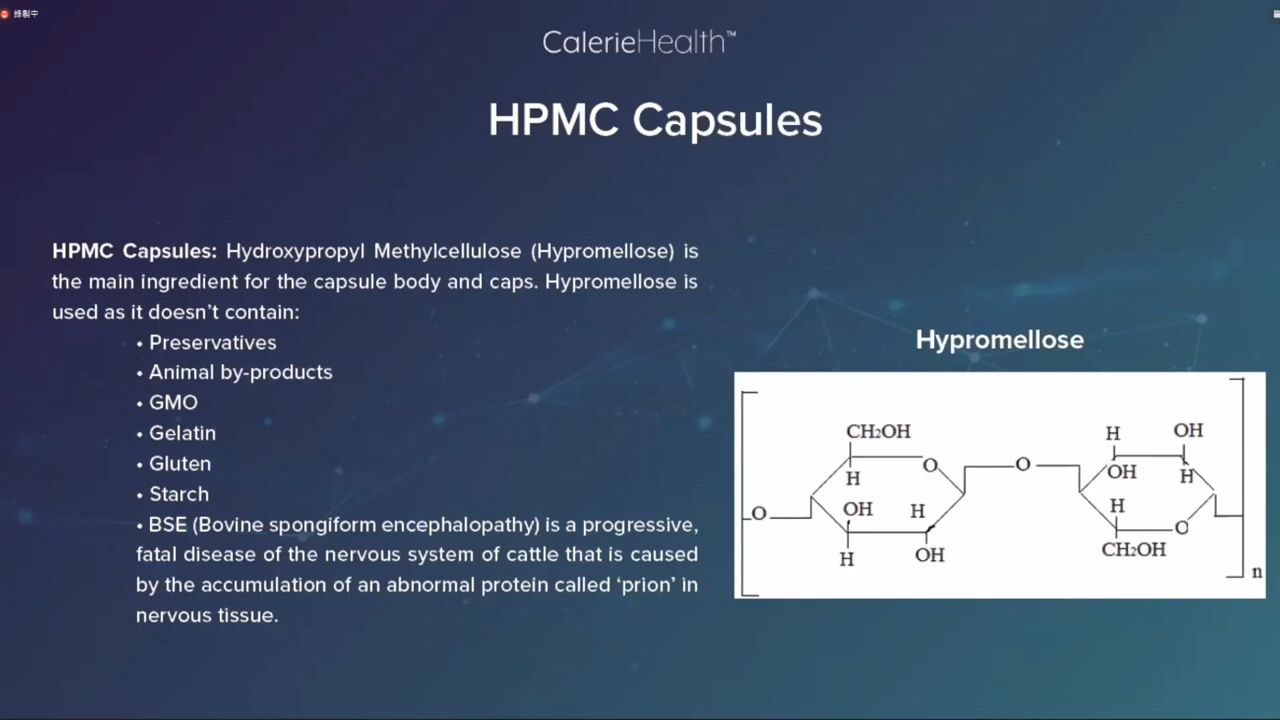 錄製中
CalerieHealth™
HPMC Capsules
HPMC Capsules: Hydroxypropyl Methylcellulose (Hypromellose) is
the main ingredient for the capsule body and caps. Hypromellose is
used as it doesn’t contain:
• Preservatives
• Animal by-products
• GMO
• Gelatin
• Gluten
• Starch
• BSE (Bovine spongiform encephalopathy) is a progressive,
fatal disease of the nervous system of cattle that is caused
by the accumulation of an abnormal protein called ‘prion’ in
nervous tissue.
Hypromellose
CH₂OH
H
OH
O
O
OH
H
H
H
OH
H
O
OH
H
OH
CH₂OH
O
n